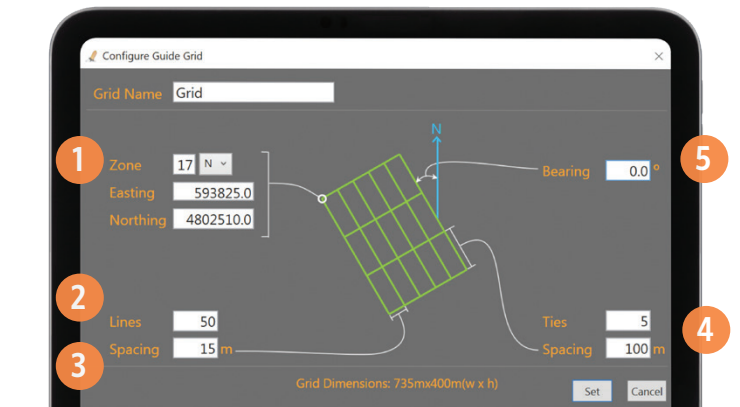 Configure Guide Grid
Grid Name Grid
N
1
Zone 17 N
Bearing 0.0 °
5
Easting 593825.0
Northing 4802510.0
2
Lines 50
Ties 5
4
Spacing 15 m
Spacing 100 m
3
Grid Dimensions: 735mx400m(w x h)
Set Cancel